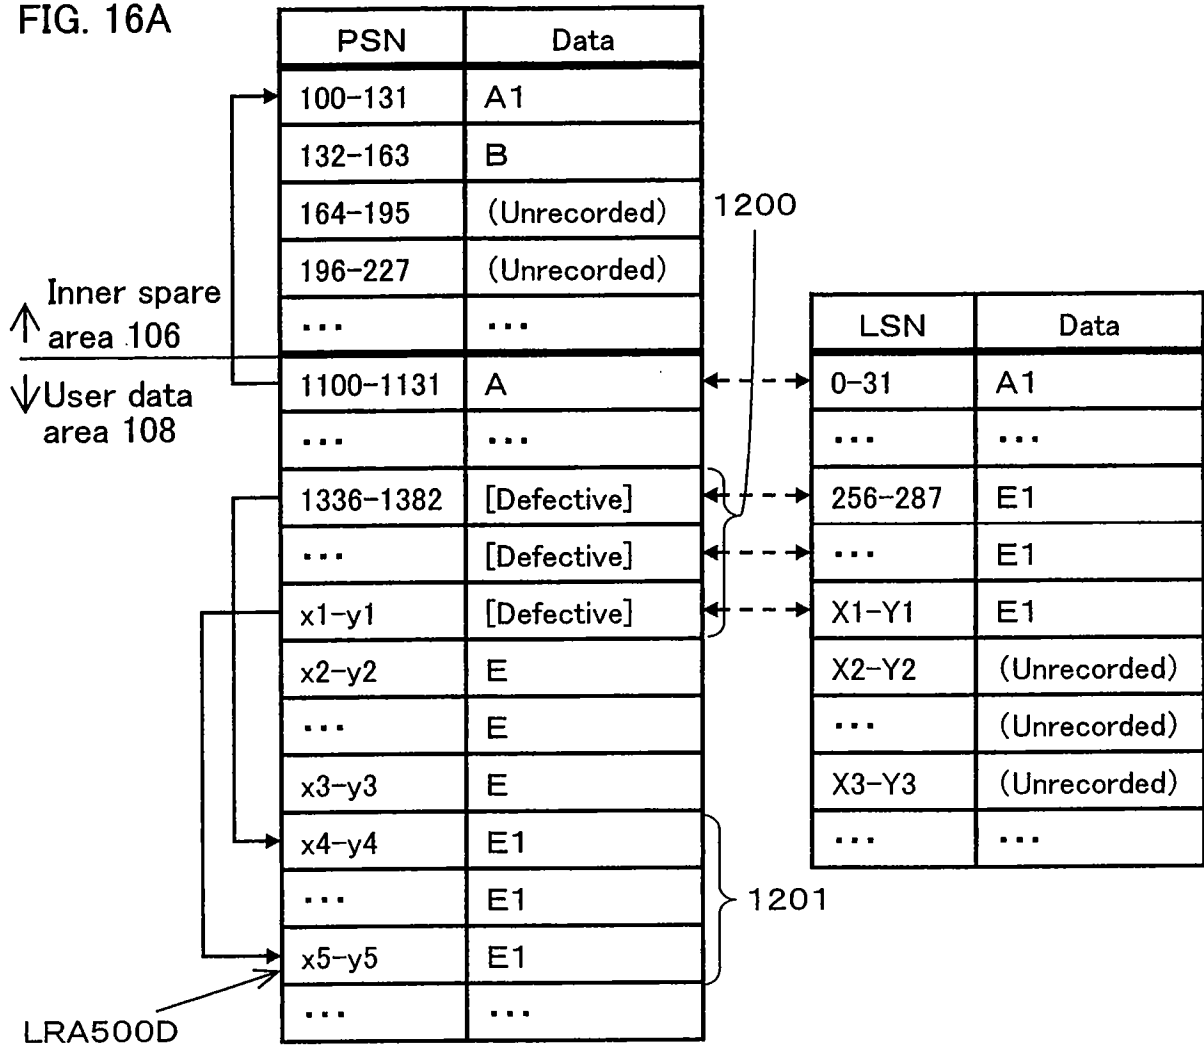 FIG. 16A
PSN Data
100-131 A1
132-163 B
164-195 (Unrecorded)
196-227 (Unrecorded)
... ...
1100-1131 A
... ...
1336-1382 [Defective]
... [Defective]
x1-y1 [Defective]
x2-y2 E
... E
x3-y3 E
x4-y4 E1
... E1
x5-y5 E1
... ...
↑ Inner spare
area 106
↓ User data
area 108
LRA500D
1200
1201
LSN Data
0-31 A1
... ...
256-287 E1
... E1
X1-Y1 E1
X2-Y2 (Unrecorded)
... (Unrecorded)
X3-Y3 (Unrecorded)
... ...